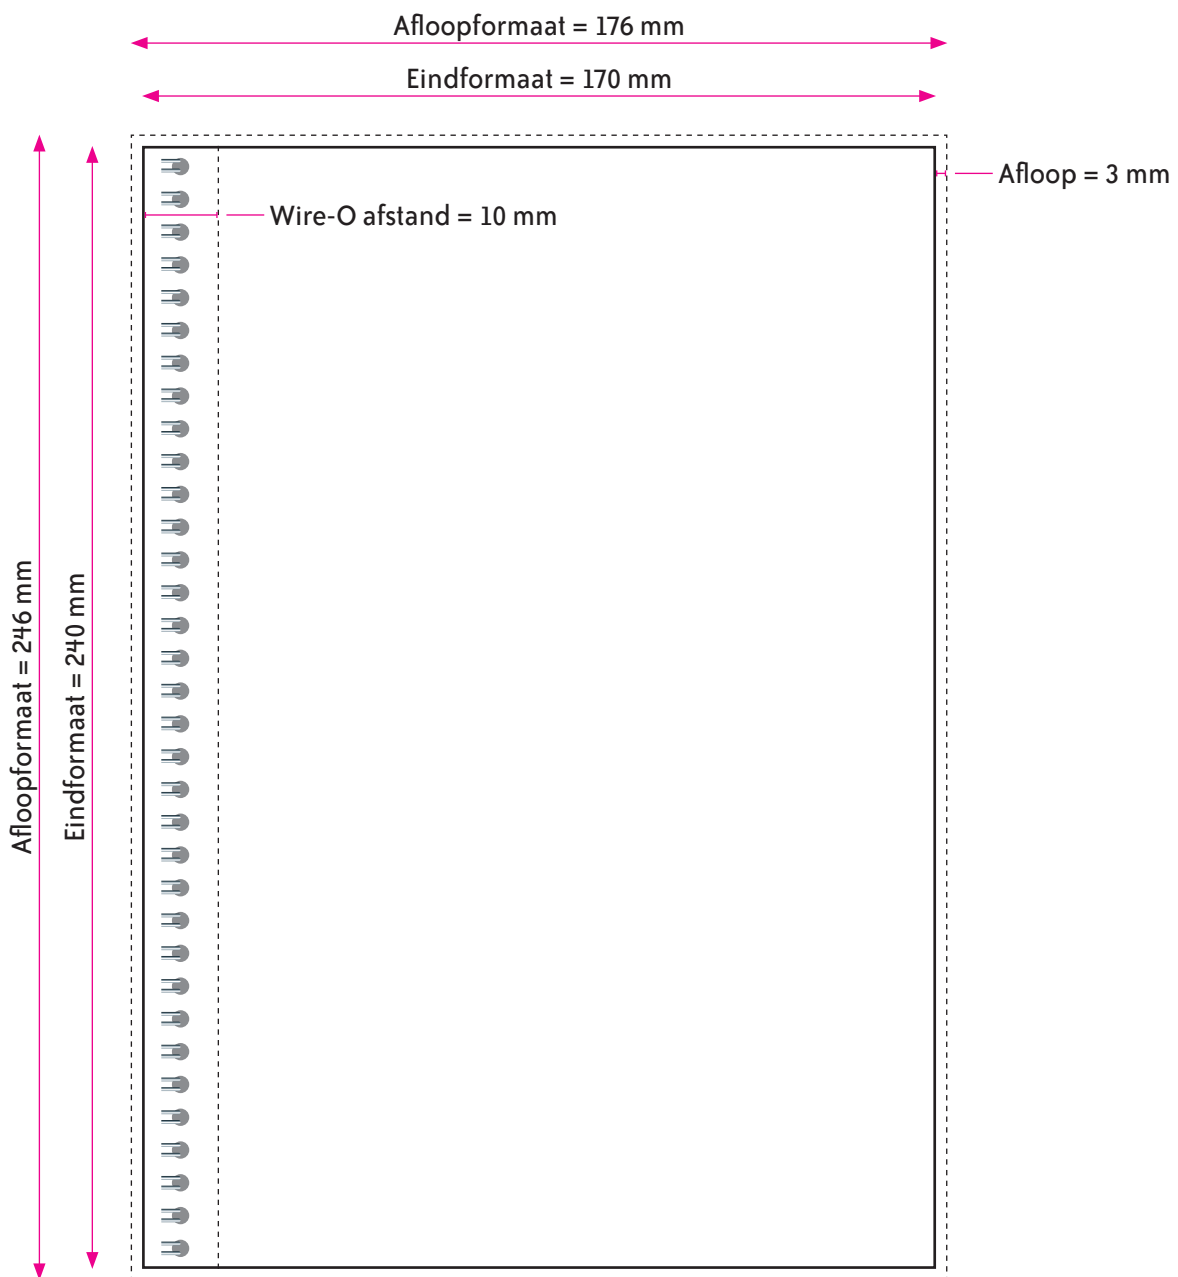 Afloopformaat = 176 mm
Eindformaat = 170 mm
Afloop = 3 mm
Wire-O afstand = 10 mm
Afloopformaat = 246 mm
Eindformaat = 240 mm